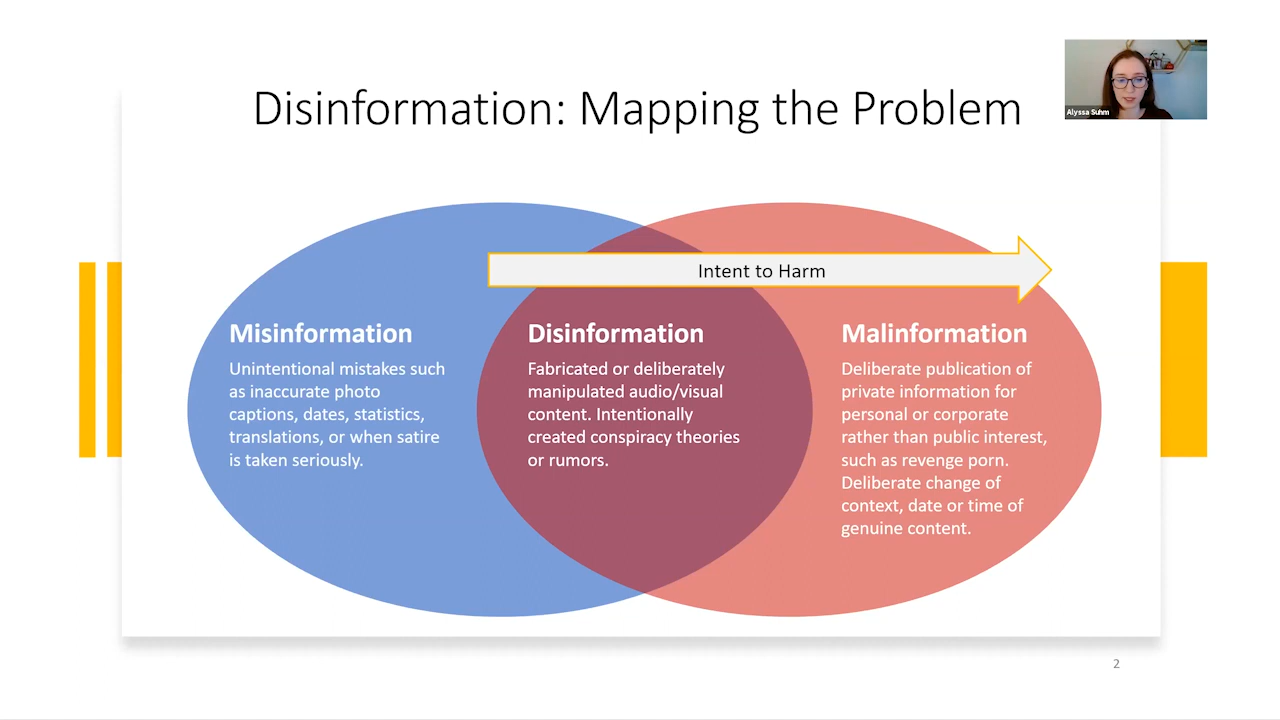 Disinformation: Mapping the Problem
Alyssa Suhm
Intent to Harm
Misinformation
Unintentional mistakes such
as inaccurate photo
captions, dates, statistics,
translations, or when satire
is taken seriously.
Disinformation
Fabricated or deliberately
manipulated audio/visual
content. Intentionally
created conspiracy theories
or rumors.
Malinformation
Deliberate publication of
private information for
personal or corporate
rather than public interest,
such as revenge porn.
Deliberate change of
context, date or time of
genuine content.
2